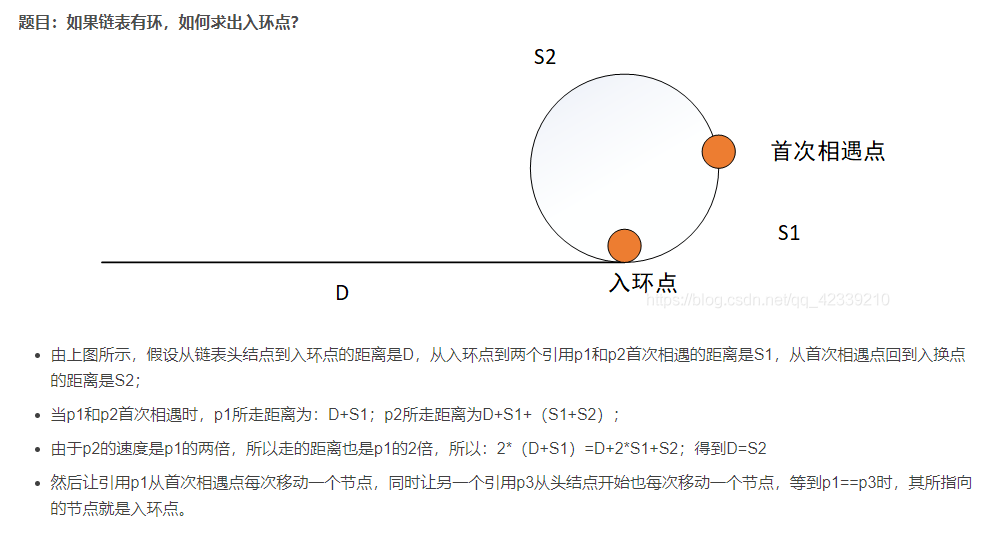 题目：如果链表有环，如何求出入环点?
S2
首次相遇点
S1
入环点
D
https://blog.csdn.net/qq_42339210
由上图所示，假设从链表头结点到入环点的距离是D，从入环点到两个引用p1和p2首次相遇的距离是S1，从首次相遇点回到入换点
的距离是S2；
当p1和p2首次相遇时，p1所走距离为：D+S1；p2所走距离为D+S1+（S1+S2）；
由于p2的速度是p1的两倍，所以走的距离也是p1的2倍，所以：2*（D+S1）=D+2*S1+S2；得到D=S2
然后让引用p1从首次相遇点每次移动一个节点，同时让另一个引用p3从头结点开始也每次移动一个节点，等到p1==p3时，其所指向
的节点就是入环点。